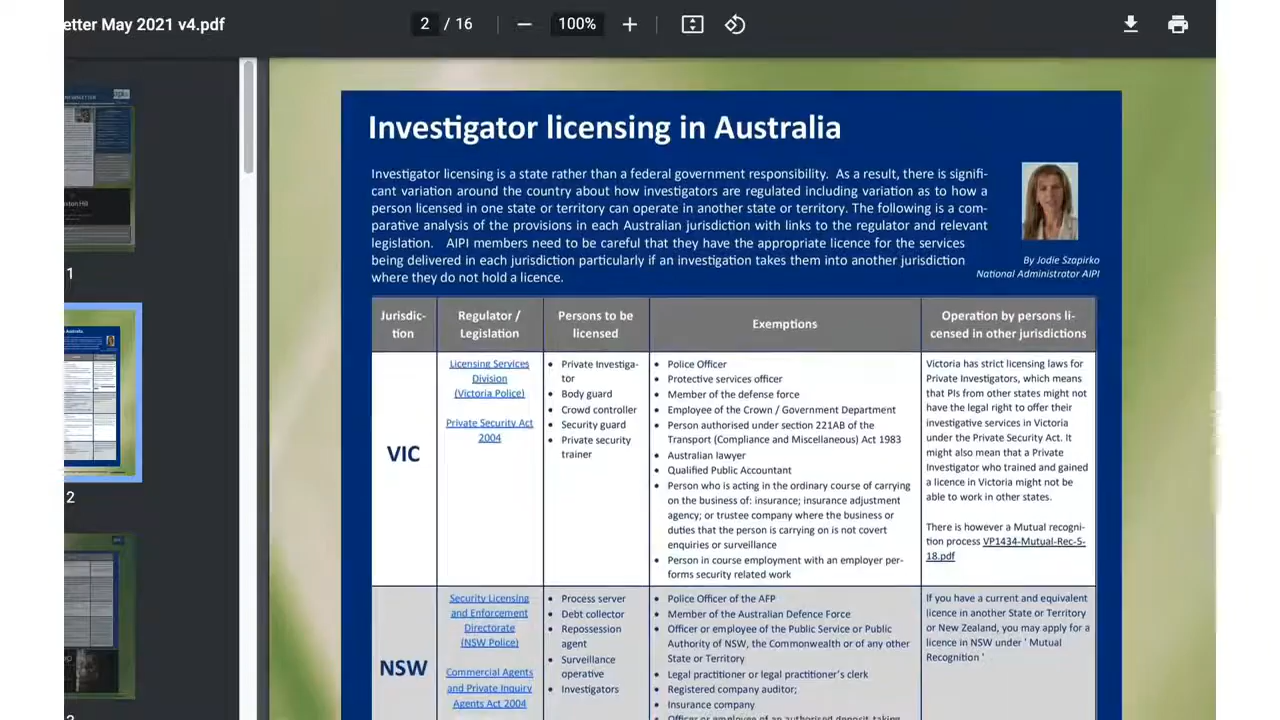 etter May 2021 v4.pdf
2 / 16
100%
1
2
Investigator licensing in Australia
Investigator licensing is a state rather than a federal government responsibility. As a result, there is signifi-
cant variation around the country about how investigators are regulated including variation as to how a
person licensed in one state or territory can operate in another state or territory. The following is a com-
parative analysis of the provisions in each Australian jurisdiction with links to the regulator and relevant
legislation. AIPI members need to be careful that they have the appropriate licence for the services
being delivered in each jurisdiction particularly if an investigation takes them into another jurisdiction
where they do not hold a licence.
By Jodie Szapirko
National Administrator AIPI
Jurisdic-
tion
Regulator /
Legislation
Persons to be
licensed
Exemptions
Operation by persons li-
censed in other jurisdictions
VIC
Licensing Services
Division
(Victoria Police)
Private Security Act
2004
• Private Investiga-
tor
• Body guard
• Crowd controller
• Security guard
• Private security
trainer
• Police Officer
• Protective services officer
• Member of the defense force
• Employee of the Crown / Government Department
• Person authorised under section 221AB of the
Transport (Compliance and Miscellaneous) Act 1983
• Australian lawyer
• Qualified Public Accountant
• Person who is acting in the ordinary course of carrying
on the business of: insurance; insurance adjustment
agency; or trustee company where the business or
duties that the person is carrying on is not covert
enquiries or surveillance
• Person in course employment with an employer per-
forms security related work
Victoria has strict licensing laws for
Private Investigators, which means
that PIs from other states might not
have the legal right to offer their
investigative services in Victoria
under the Private Security Act. It
might also mean that a Private
Investigator who trained and gained
a licence in Victoria might not be
able to work in other states.
There is however a Mutual recogni-
tion process VP1434-Mutual-Rec-5-
18.pdf
NSW
Security Licensing
and Enforcement
Directorate
(NSW Police)
Commercial Agents
and Private Inquiry
Agents Act 2004
• Process server
• Debt collector
• Repossession
agent
• Surveillance
operative
• Investigators
• Police Officer of the AFP
• Member of the Australian Defence Force
• Officer or employee of the Public Service or Public
Authority of NSW, the Commonwealth or of any other
State or Territory
• Legal practitioner or legal practitioner's clerk
• Registered company auditor;
• Insurance company
• Officer or employee of an authorised deposit-taking
If you have a current and equivalent
licence in another State or Territory
or New Zealand, you may apply for a
licence in NSW under ' Mutual
Recognition '